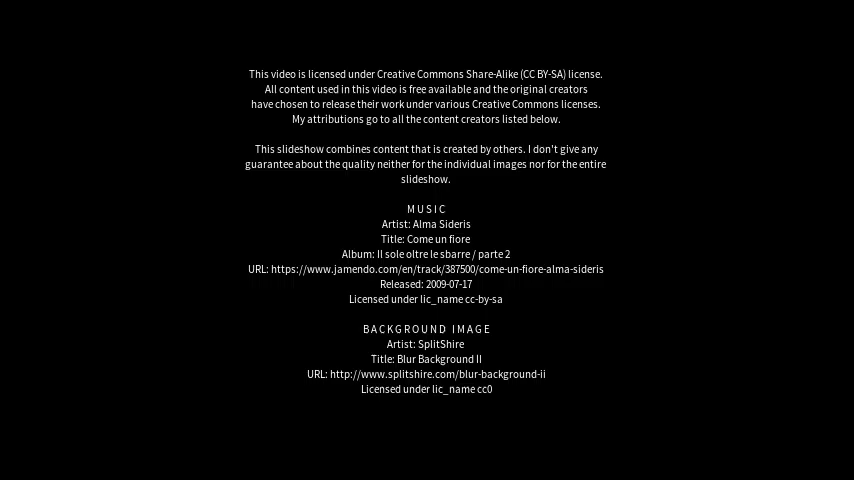 This video is licensed under Creative Commons Share-Alike (CC BY-SA) license.
All content used in this video is free available and the original creators
have chosen to release their work under various Creative Commons licenses.
My attributions go to all the content creators listed below.
This slideshow combines content that is created by others. I don't give any
guarantee about the quality neither for the individual images nor for the entire
slideshow.
MUSIC
Artist: Alma Sideris
Title: Come un fiore
Album: Il sole oltre le sbarre / parte 2
URL: https://www.jamendo.com/en/track/387500/come-un-fiore-alma-sideris
Released: 2009-07-17
Licensed under lic_name cc-by-sa
BACKGROUND IMAGE
Artist: SplitShire
Title: Blur Background II
URL: http://www.splitshire.com/blur-background-ii
Licensed under lic_name cc0